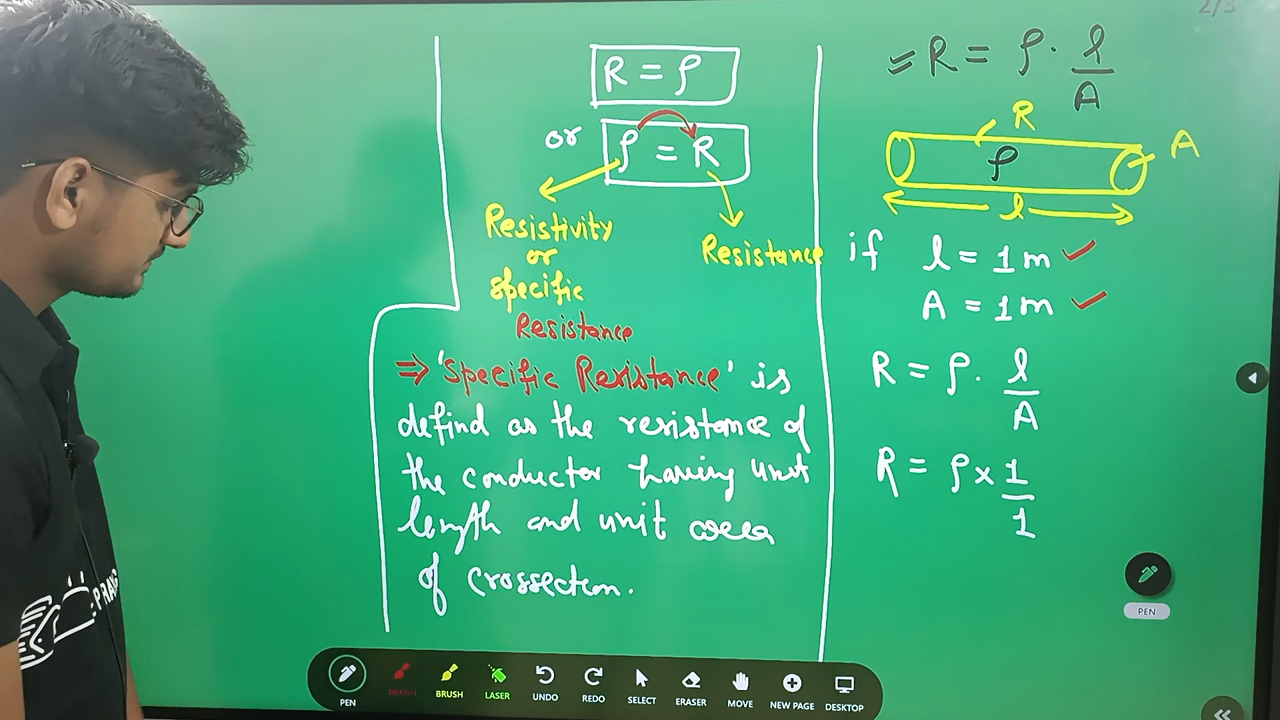 2/3
R = ρ
or ρ = R
Resistivity
or
specific
Resistance
Resistance
⇒ 'Specific Resistance' is
defind as the resistance of
the conductor having unit
length and unit area
of crossection.
= R = ρ · l/A
R
ρ
A
l
if l = 1m ✓
A = 1m ✓
R = ρ · l/A
R = ρ × 1/1
PEN
PEN
BRUSH
LASER
UNDO
REDO
SELECT
ERASER
MOVE
NEW PAGE
DESKTOP